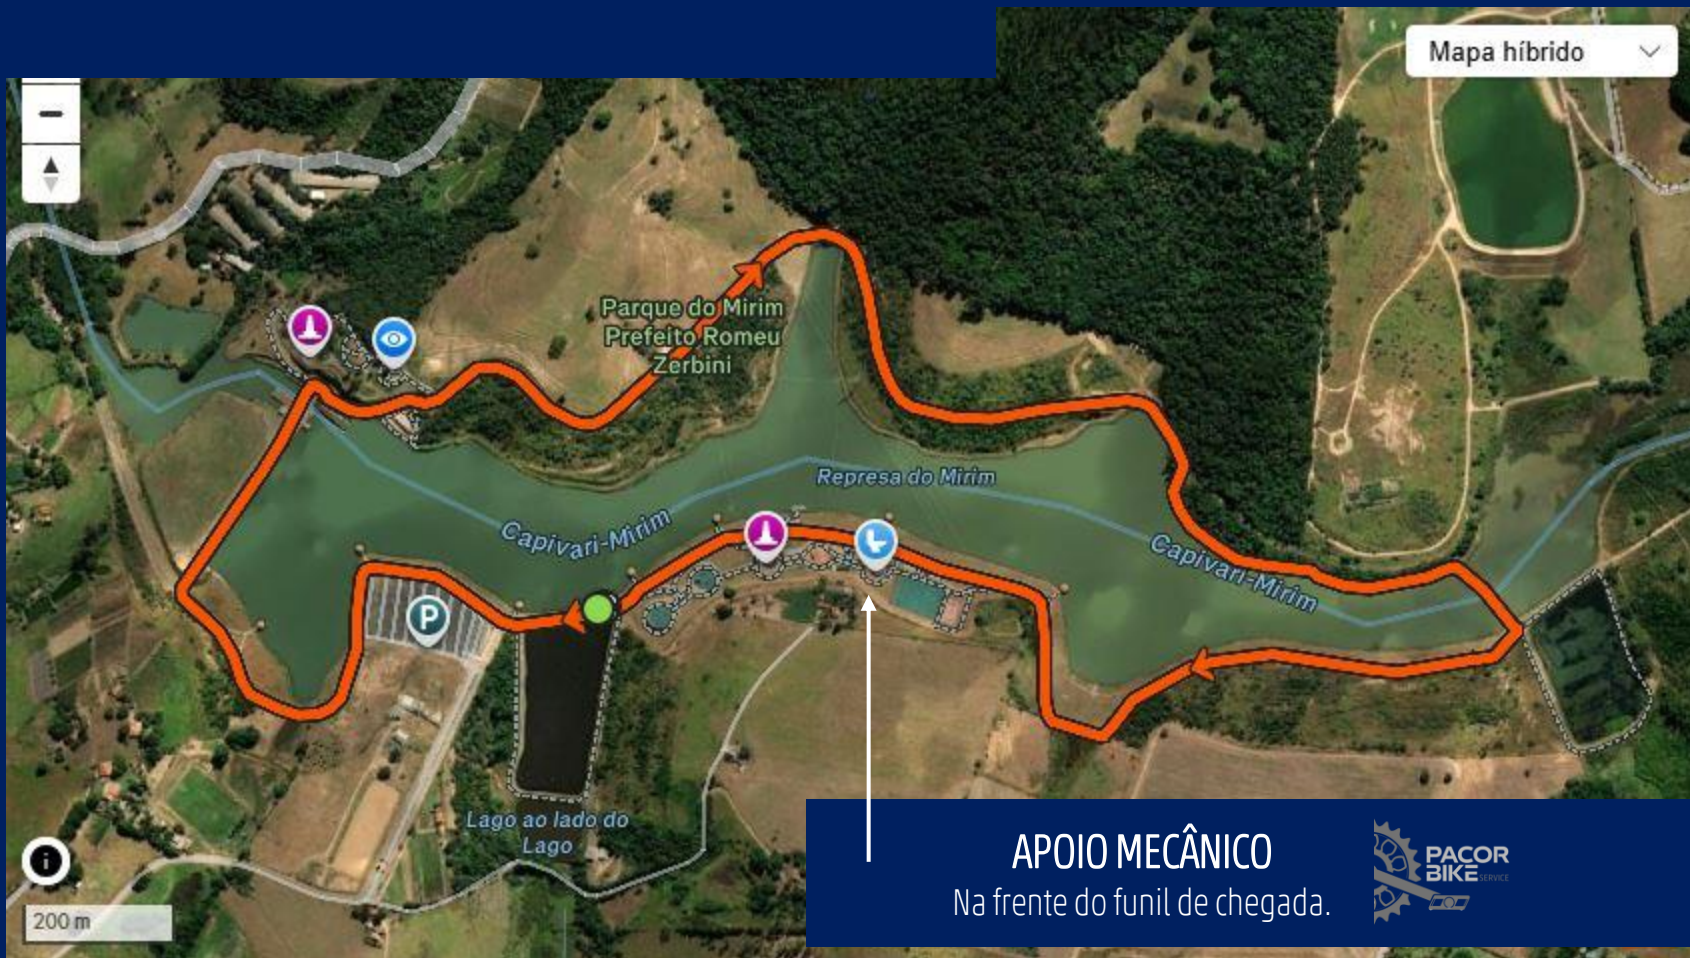 Mapa híbrido
Parque do Mirim
Prefeito Romeu
Zerbini
Represa do Mirim
Capivari-Mirim
Capivari-Mirim
P
Lago ao lado do
Lago
i
200 m
APOIO MECÂNICO
Na frente do funil de chegada.
PACOR
BIKE SERVICE